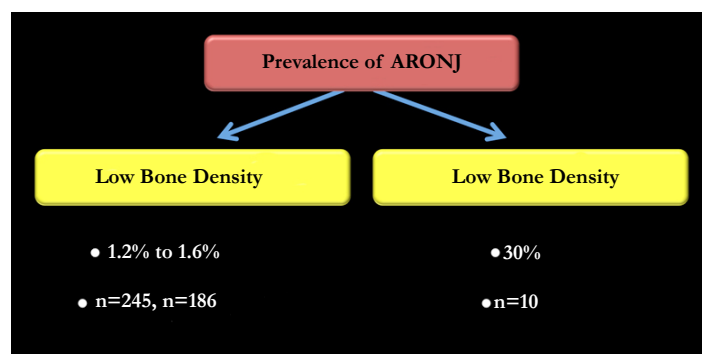 Prevalence of ARONJ
Low Bone Density
Low Bone Density
• 1.2% to 1.6%
• 30%
• n=245, n=186
• n=10